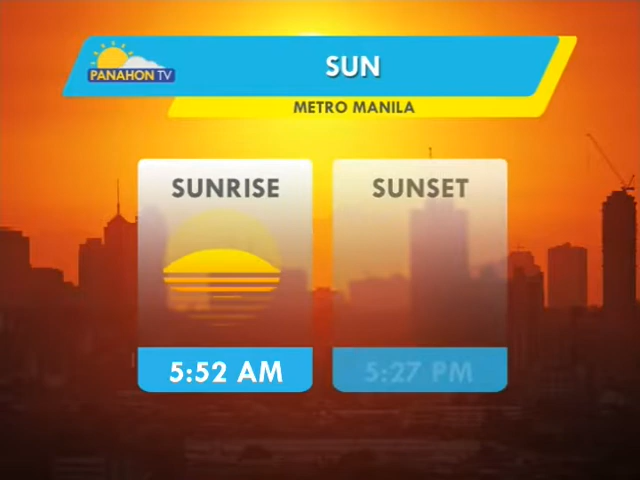 PANAHON TV
SUN
METRO MANILA
SUNRISE
SUNSET
5:52 AM
5:27 PM